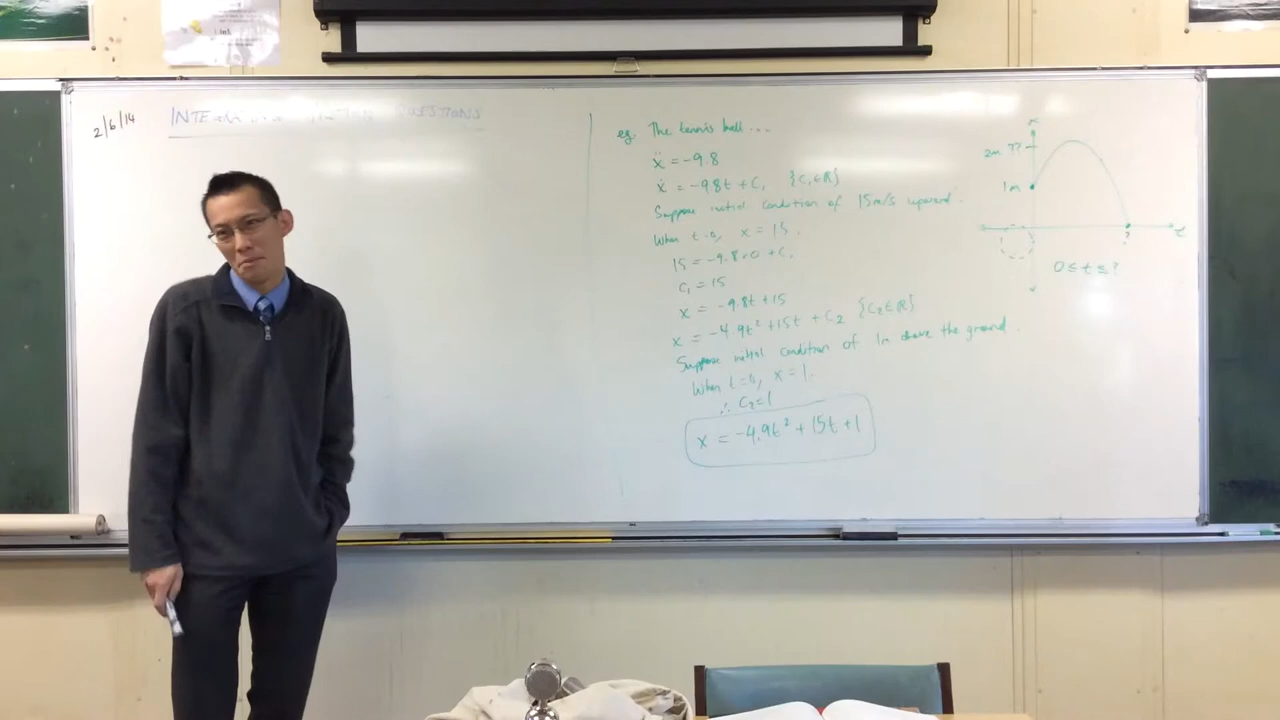 2/6/14
QUESTIONS
eg. The tennis ball...
ẍ = -9.8
ẋ = -9.8t + C₁ {C₁∈ℝ}
Suppose initial condition of 15m/s upward.
When t=0, ẋ = 15.
15 = -9.8×0 + C₁
C₁ = 15
ẋ = -9.8t + 15
x = -4.9t² + 15t + C₂ {C₂∈ℝ}
Suppose initial condition of 1m above the ground.
When t=0, x=1.
∴ C₂=1
x = -4.9t² + 15t + 1
x
2m ??
1m
t
?
0 ≤ t ≤ ?